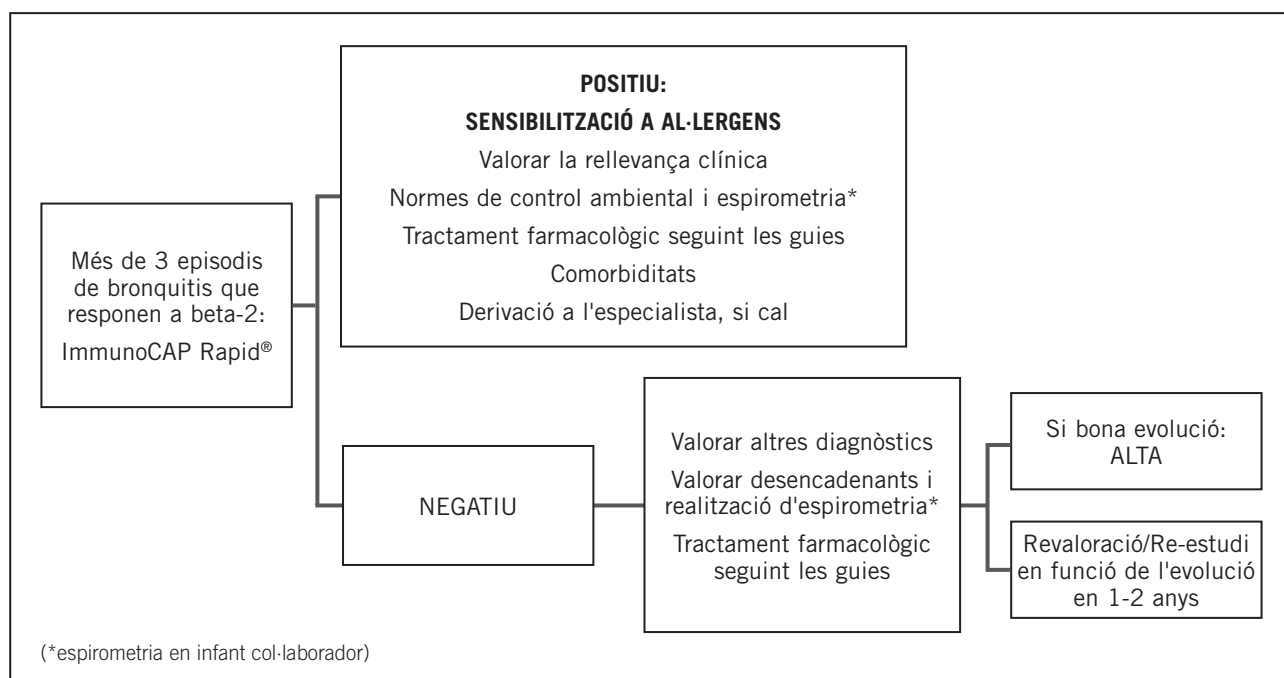 POSITIU:
SENSIBILITZACIÓ A AL·LERGENS
Valorar la rellevança clínica
Normes de control ambiental i espirometria*
Tractament farmacològic seguint les guies
Comorbiditats
Derivació a l'especialista, si cal
Més de 3 episodis
de bronquitis que
responen a beta-2:
ImmunoCAP Rapid®
NEGATIU
Valorar altres diagnòstics
Valorar desencadenants i
realització d'espirometria*
Tractament farmacològic
seguint les guies
Si bona evolució:
ALTA
Revaloració/Re-estudi
en funció de l'evolució
en 1-2 anys
(*espirometria en infant col·laborador)